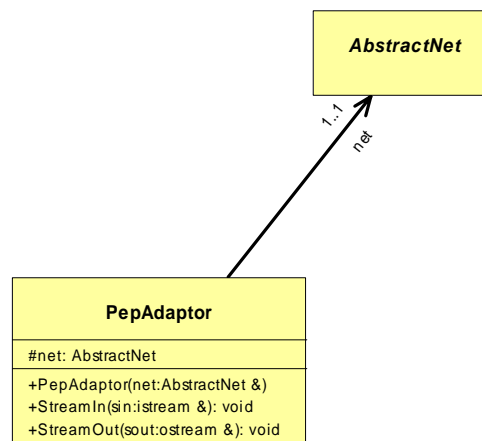 AbstractNet
1..1
net
PepAdaptor
#net: AbstractNet
+PepAdaptor(net:AbstractNet &)
+StreamIn(sin:istream &): void
+StreamOut(sout:ostream &): void